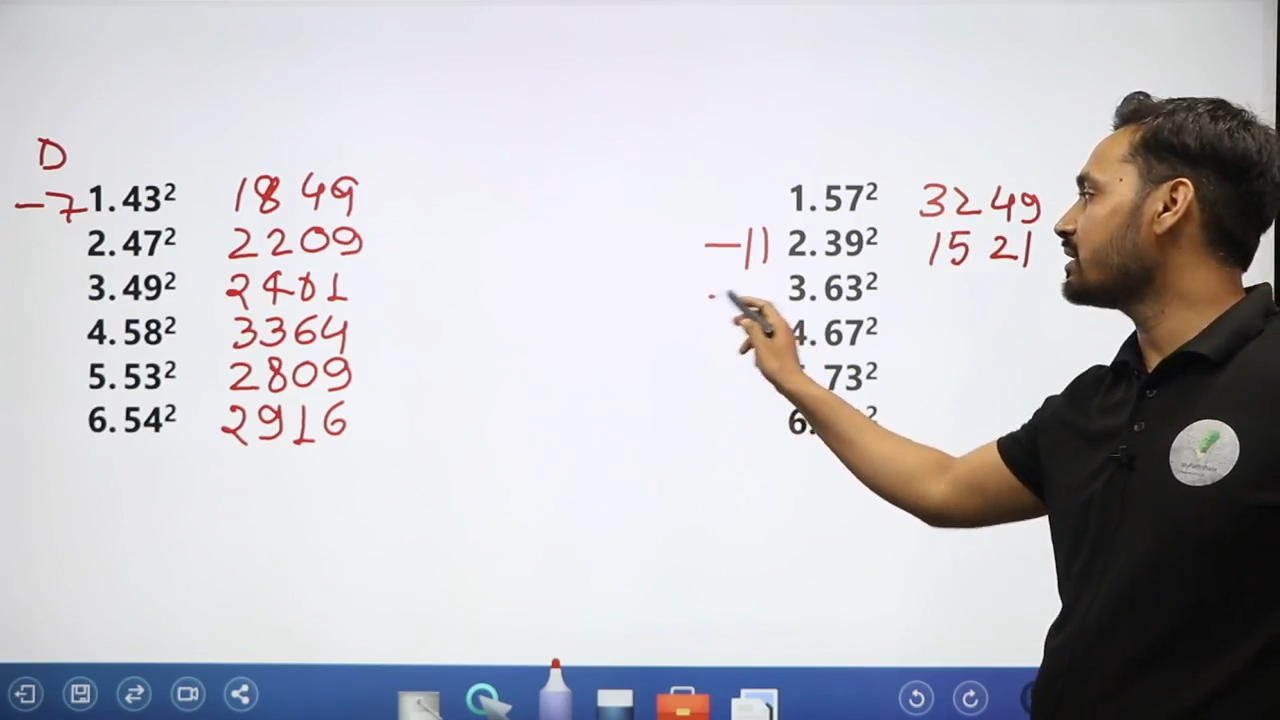 D
-7 1. 43² 1849
2. 47² 2209
3. 49² 2401
4. 58² 3364
5. 53² 2809
6. 54² 2916
1. 57² 3249
-11 2. 39² 1521
3. 63²
4. 67²
73²
6.